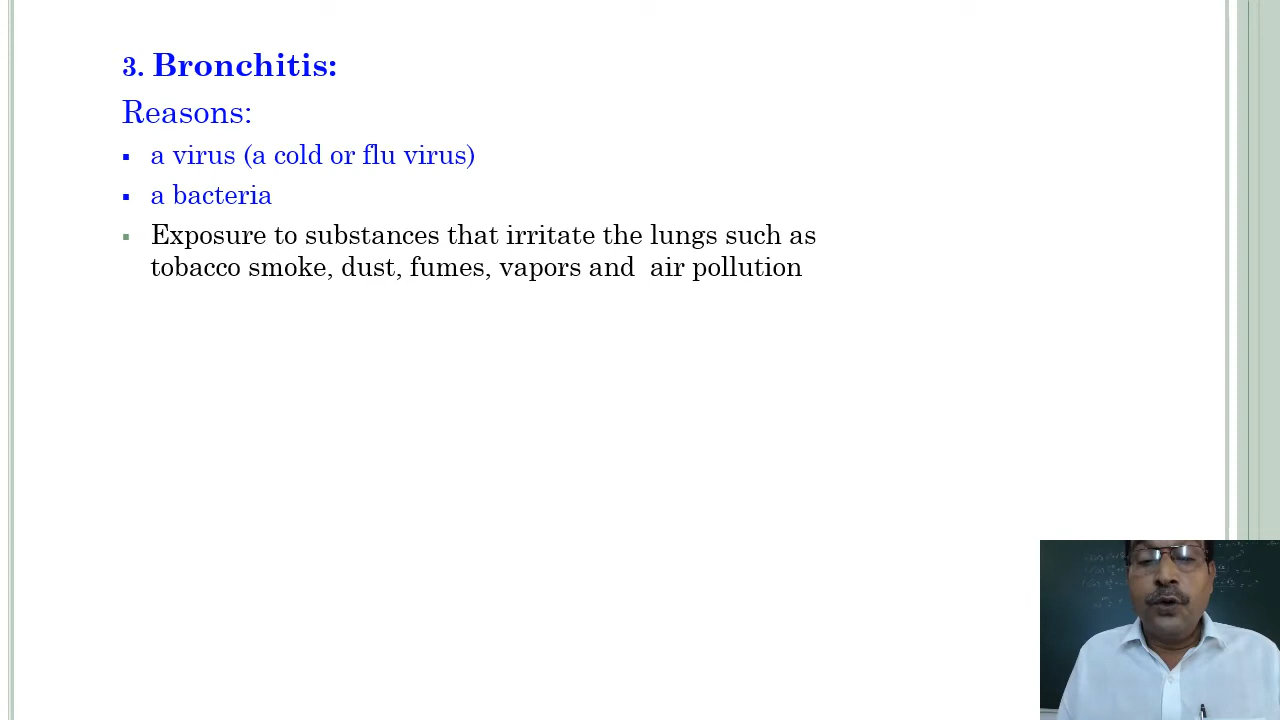 3. Bronchitis:
Reasons:
▪ a virus (a cold or flu virus)
▪ a bacteria
▪ Exposure to substances that irritate the lungs such as
tobacco smoke, dust, fumes, vapors and  air pollution